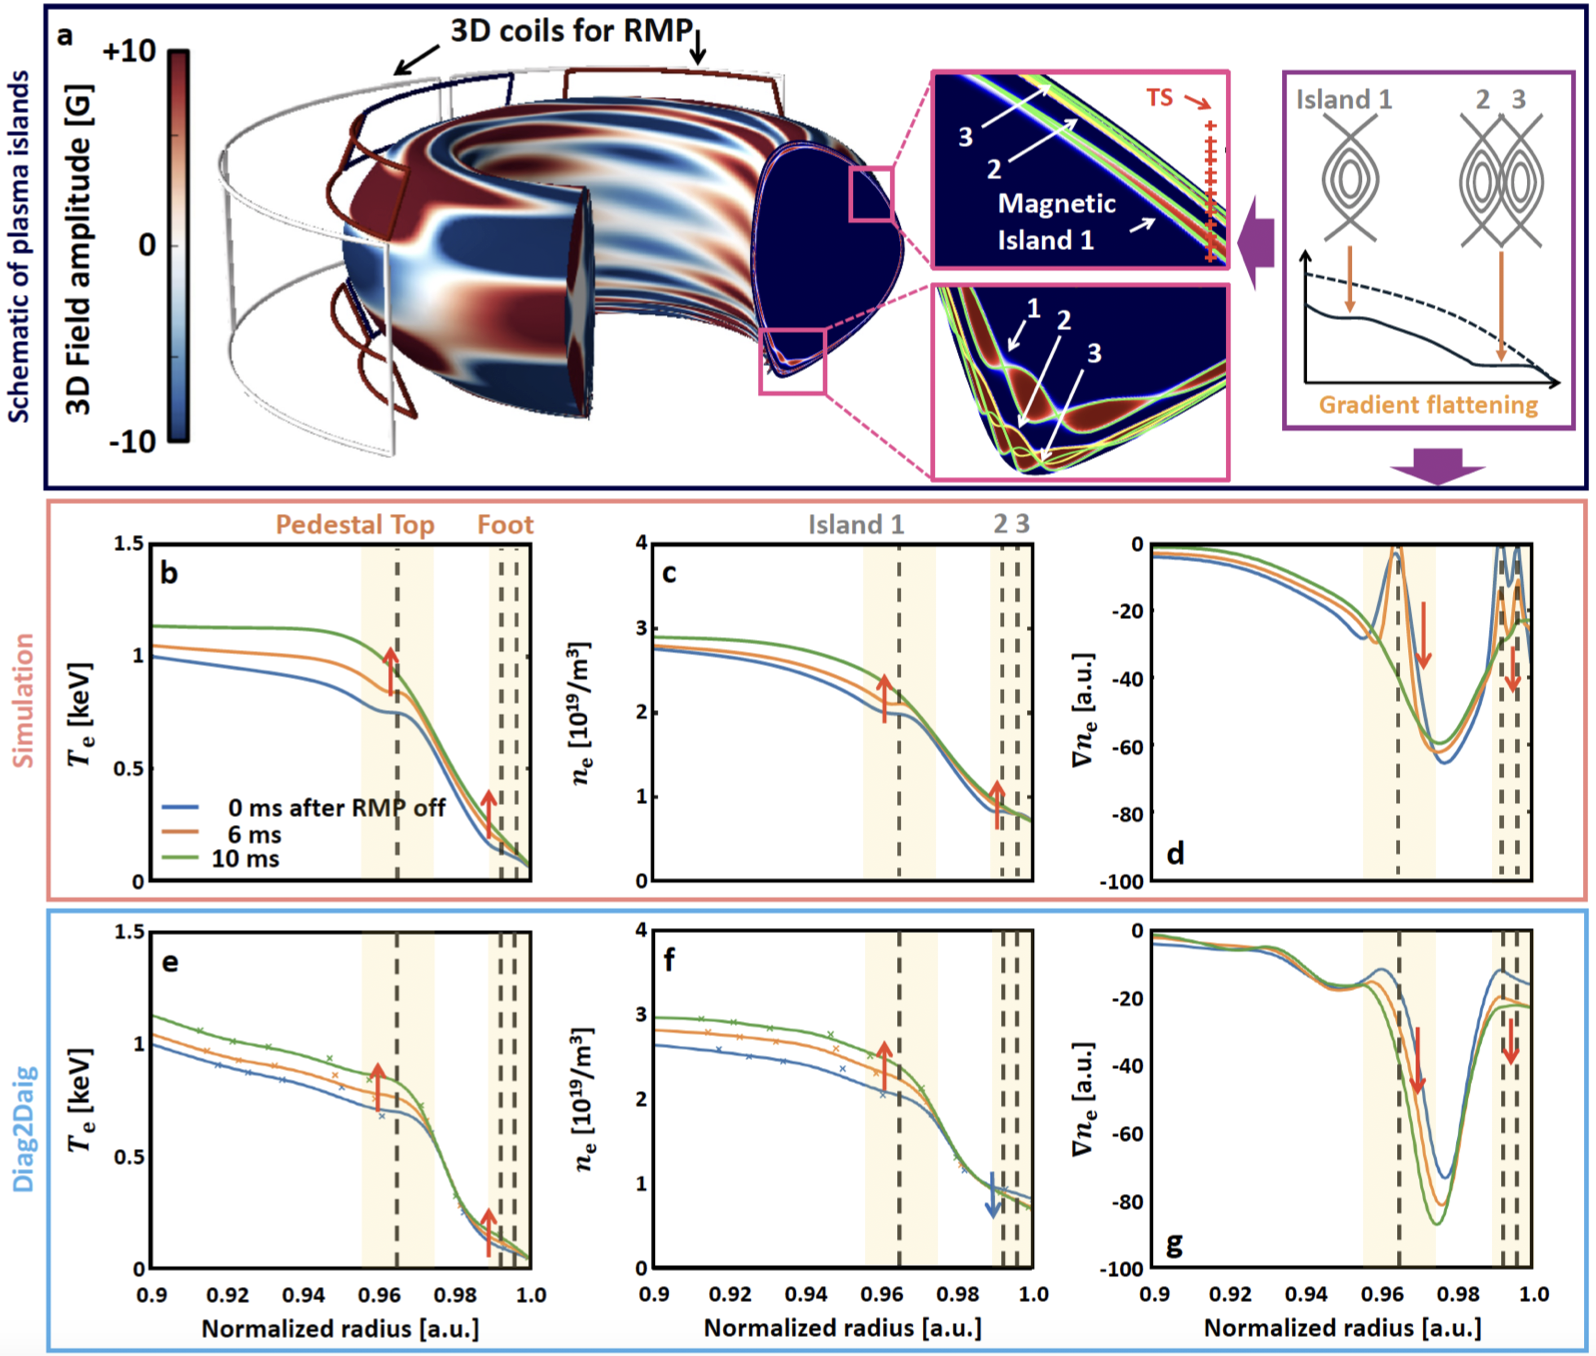 Schematic of plasma islands
a
3D coils for RMP
+10
0
-10
3D Field amplitude [G]
3
2
Magnetic
Island 1
TS
1
2
3
Island 1
2 3
Gradient flattening
Simulation
Pedestal Top
Foot
1.5
1
0.5
0
Te [keV]
b
0 ms after RMP off
6 ms
10 ms
Island 1
2 3
4
3
2
1
0
ne [10¹⁹/m³]
c
0
-20
-40
-60
-80
-100
∇ne [a.u.]
d
Diag2Daig
1.5
1
0.5
0
Te [keV]
e
0.9 0.92 0.94 0.96 0.98 1.0
Normalized radius [a.u.]
4
3
2
1
0
ne [10¹⁹/m³]
f
0.9 0.92 0.94 0.96 0.98 1.0
Normalized radius [a.u.]
0
-20
-40
-60
-80
-100
∇ne [a.u.]
g
0.9 0.92 0.94 0.96 0.98 1.0
Normalized radius [a.u.]